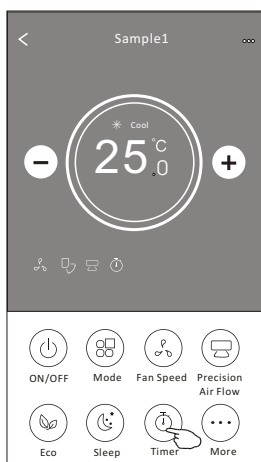 Sample1
Cool
25.0°C
ON/OFF Mode Fan Speed Precision Air Flow
Eco Sleep Timer More